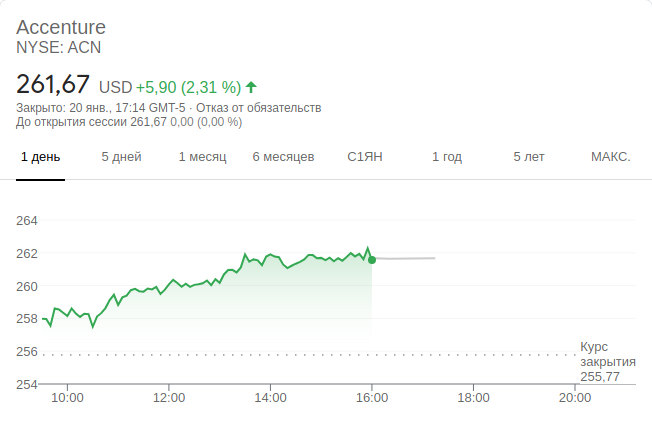 Accenture
NYSE: ACN
261,67 USD +5,90 (2,31 %)
Закрыто: 20 янв., 17:14 GMT-5 · Отказ от обязательств
До открытия сессии 261,67 0,00 (0,00 %)
1 день 5 дней 1 месяц 6 месяцев С1ЯН 1 год 5 лет МАКС.
264
262
260
258
256
254
Курс
закрытия
255,77
10:00 12:00 14:00 16:00 18:00 20:00